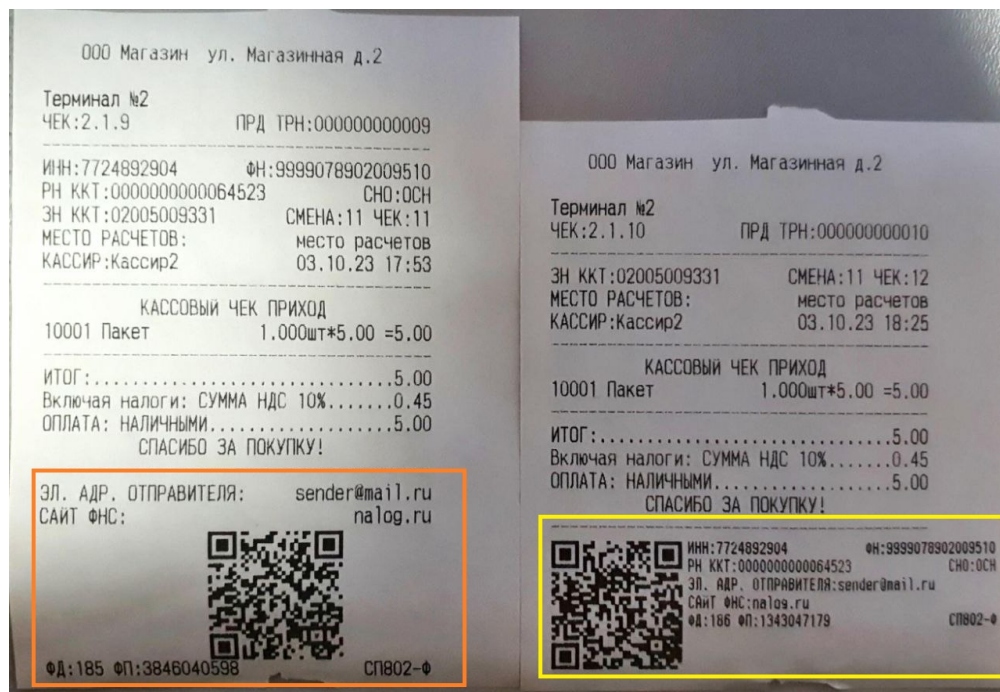 ООО Магазин ул. Магазинная д.2
Терминал №2
ЧЕК:2.1.9 ПРД ТРН:000000000009
ИНН:7724892904 ФН:9999078902009510
РН ККТ:0000000000064523 СНО:ОСН
ЗН ККТ:02005009331 СМЕНА:11 ЧЕК:11
МЕСТО РАСЧЕТОВ: место расчетов
КАССИР:Кассир2 03.10.23 17:53
КАССОВЫЙ ЧЕК ПРИХОД
10001 Пакет 1.000шт*5.00 =5.00
ИТОГ:...............................5.00
Включая налоги: СУММА НДС 10%.......0.45
ОПЛАТА: НАЛИЧНЫМИ...................5.00
СПАСИБО ЗА ПОКУПКУ!
ЭЛ. АДР. ОТПРАВИТЕЛЯ: sender@mail.ru
САЙТ ФНС: nalog.ru
ФД:185 ФП:3846040598 СП802-Ф
ООО Магазин ул. Магазинная д.2
Терминал №2
ЧЕК:2.1.10 ПРД ТРН:000000000010
ЗН ККТ:02005009331 СМЕНА:11 ЧЕК:12
МЕСТО РАСЧЕТОВ: место расчетов
КАССИР:Кассир2 03.10.23 18:25
КАССОВЫЙ ЧЕК ПРИХОД
10001 Пакет 1.000шт*5.00 =5.00
ИТОГ:...............................5.00
Включая налоги: СУММА НДС 10%.......0.45
ОПЛАТА: НАЛИЧНЫМИ...................5.00
СПАСИБО ЗА ПОКУПКУ!
ИНН:7724892904 ФН:9999078902009510
РН ККТ:0000000000064523 СНО:ОСН
ЭЛ. АДР. ОТПРАВИТЕЛЯ:sender@mail.ru
САЙТ ФНС:nalog.ru
ФД:186 ФП:1343047179 СП802-Ф